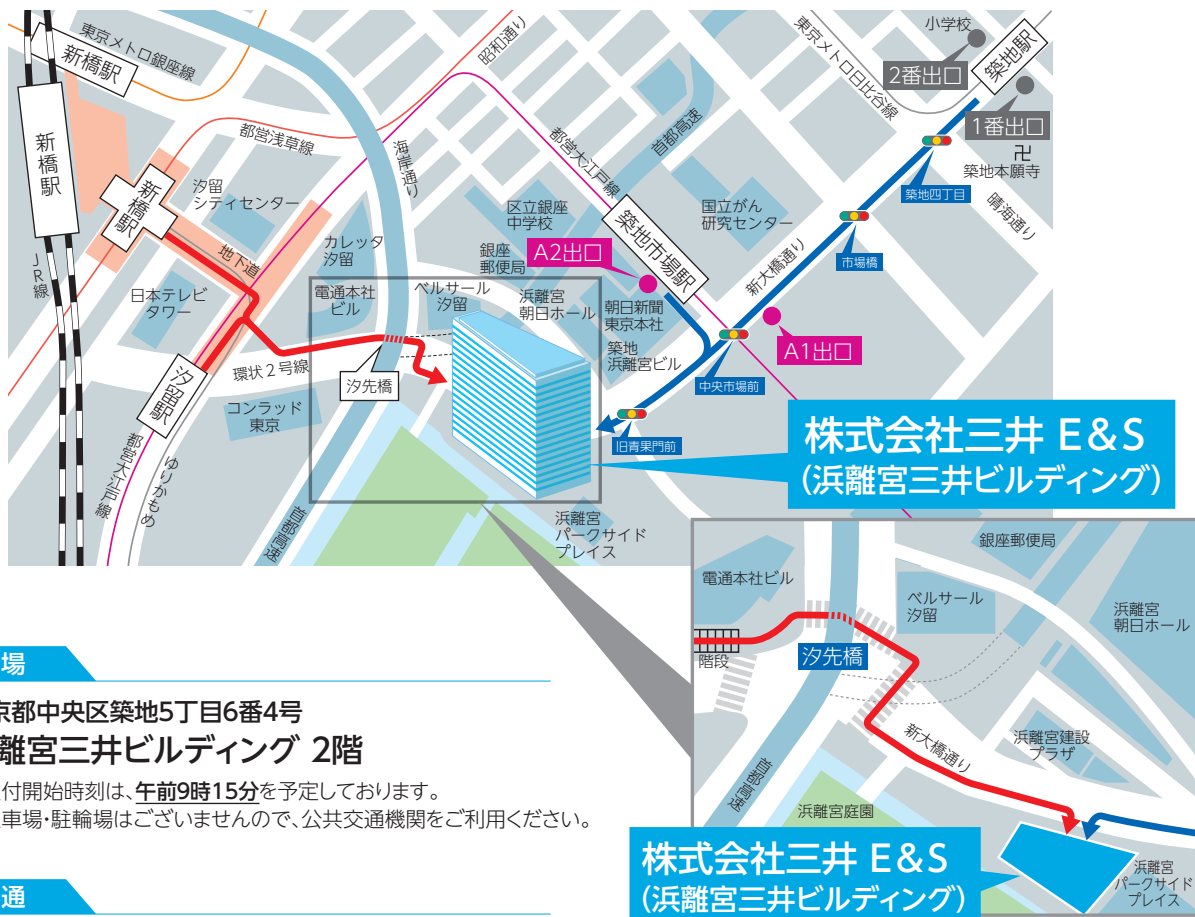 小学校
築地駅
2番出口
東京メトロ日比谷線
1番出口
卍
築地本願寺
晴海通り
築地四丁目
市場橋
東京メトロ銀座線
新橋駅
新橋駅
都営浅草線
昭和通り
海岸通り
都営大江戸線
首都高速
汐留
シティセンター
新橋駅
地下道
JR線
日本テレビ
タワー
カレッタ
汐留
電通本社
ビル
区立銀座
中学校
銀座
郵便局
A2出口
築地市場駅
国立がん
研究センター
新大橋通り
ベルサール
汐留
浜離宮
朝日ホール
朝日新聞
東京本社
築地
浜離宮ビル
A1出口
中央市場前
旧青果門前
環状2号線
汐先橋
汐留駅
コンラッド
東京
都営大江戸線
ゆりかもめ
首都高速
浜離宮
パークサイド
プレイス
株式会社三井 E&S
(浜離宮三井ビルディング)
銀座郵便局
電通本社ビル
ベルサール
汐留
浜離宮
朝日ホール
階段
汐先橋
新大橋通り
浜離宮建設
プラザ
首都高速
浜離宮庭園
浜離宮
パークサイド
プレイス
株式会社三井 E&S
(浜離宮三井ビルディング)
場
京都中央区築地5丁目6番4号
離宮三井ビルディング 2階
付開始時刻は、午前9時15分を予定しております。
車場・駐輪場はございませんので、公共交通機関をご利用ください。
通